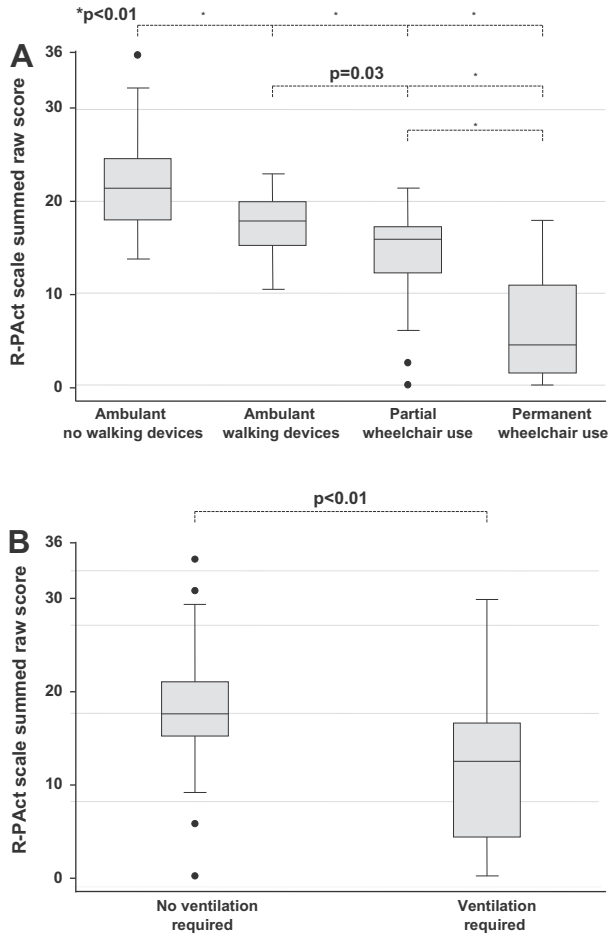 *p<0.01
*
*
*
A
36
p=0.03
*
30
*
20
10
0
R-PAct scale summed raw score
Ambulant
no walking devices
Ambulant
walking devices
Partial
wheelchair use
Permanent
wheelchair use
p<0.01
B
36
30
20
10
0
R-PAct scale summed raw score
No ventilation
required
Ventilation
required